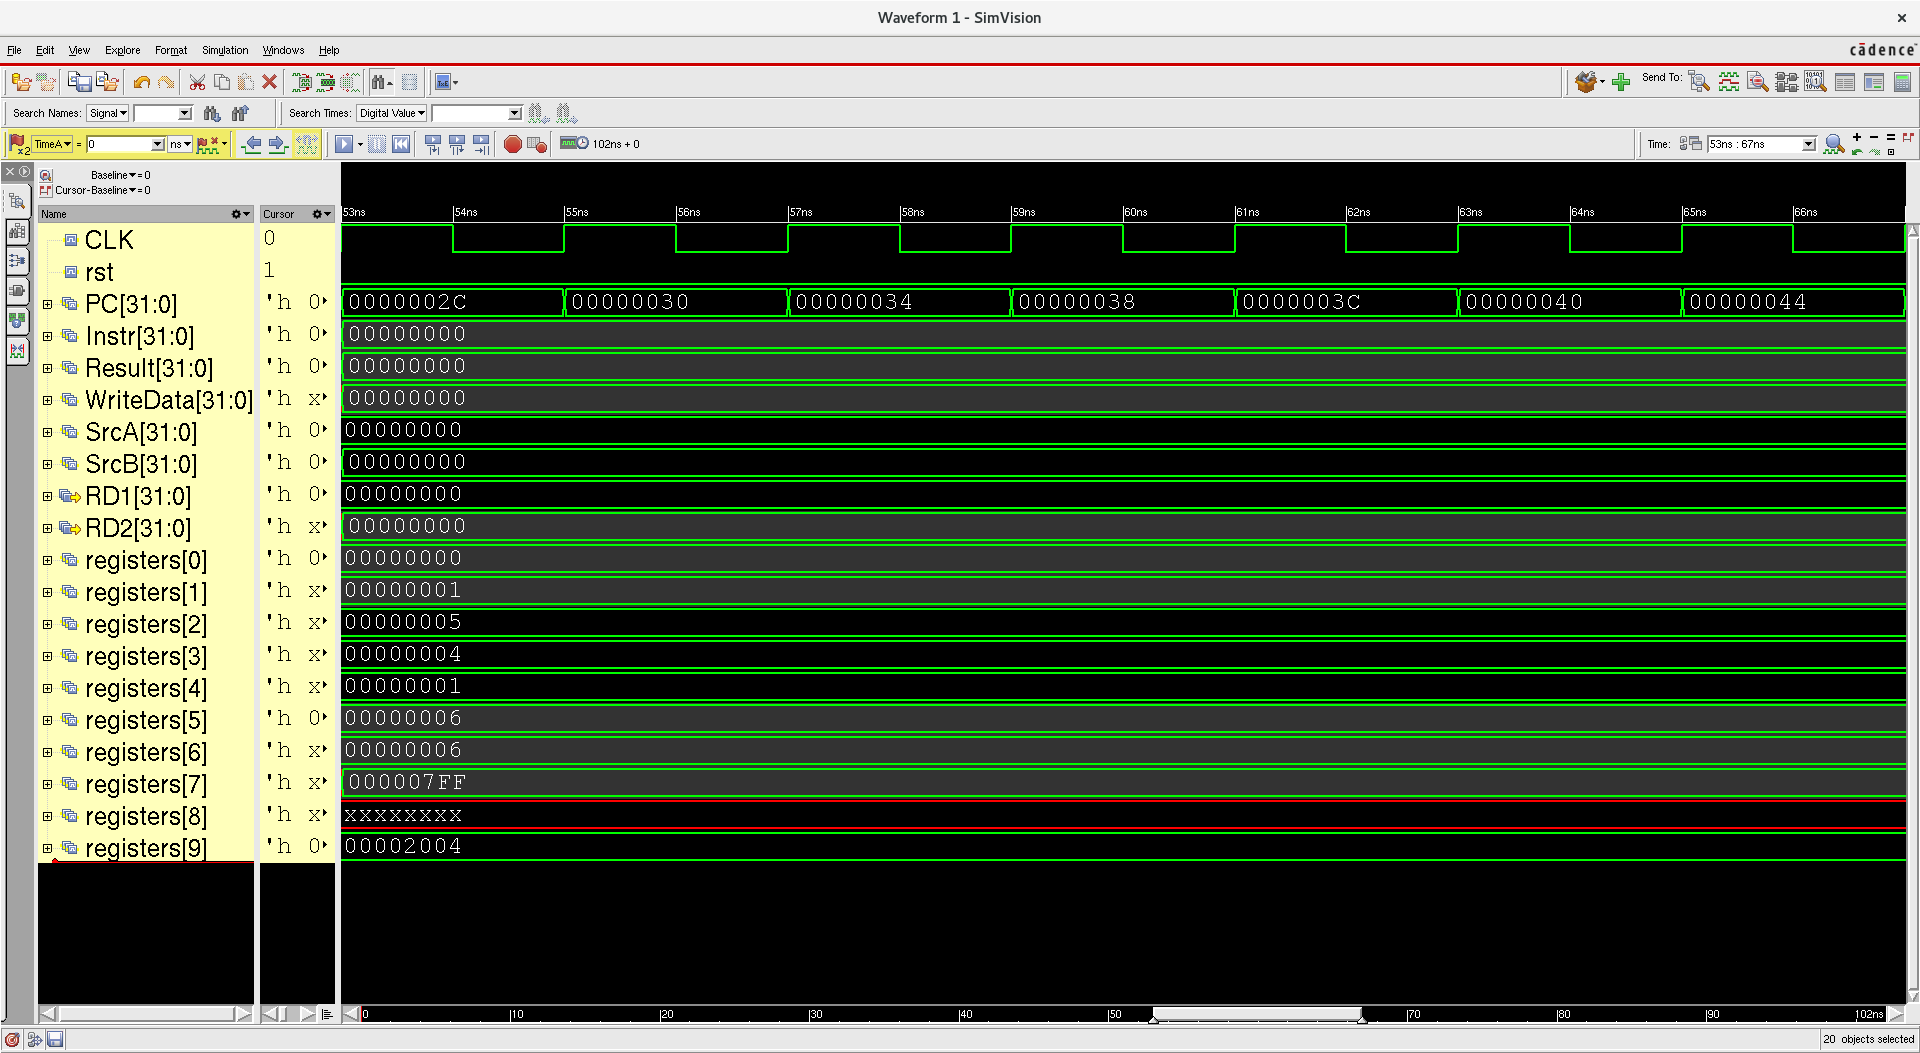 Waveform 1 - SimVision
File Edit View Explore Format Simulation Windows Help
cādence
Send To:
Search Names: Signal Search Times: Digital Value
TimeA = 0 ns 102ns + 0 Time: 53ns : 67ns
x2
Baseline = 0
Cursor-Baseline = 0
Name Cursor 53ns 54ns 55ns 56ns 57ns 58ns 59ns 60ns 61ns 62ns 63ns 64ns 65ns 66ns
CLK 0
rst 1
PC[31:0] 'h 0 0000002C 00000030 00000034 00000038 0000003C 00000040 00000044
Instr[31:0] 'h 0 00000000
Result[31:0] 'h 0 00000000
WriteData[31:0] 'h x 00000000
SrcA[31:0] 'h 0 00000000
SrcB[31:0] 'h 0 00000000
RD1[31:0] 'h 0 00000000
RD2[31:0] 'h x 00000000
registers[0] 'h 0 00000000
registers[1] 'h x 00000001
registers[2] 'h x 00000005
registers[3] 'h x 00000004
registers[4] 'h x 00000001
registers[5] 'h 0 00000006
registers[6] 'h x 00000006
registers[7] 'h x 000007FF
registers[8] 'h x xxxxxxxx
registers[9] 'h 0 00002004
0 10 20 30 40 50 70 80 90 102ns
20 objects selected